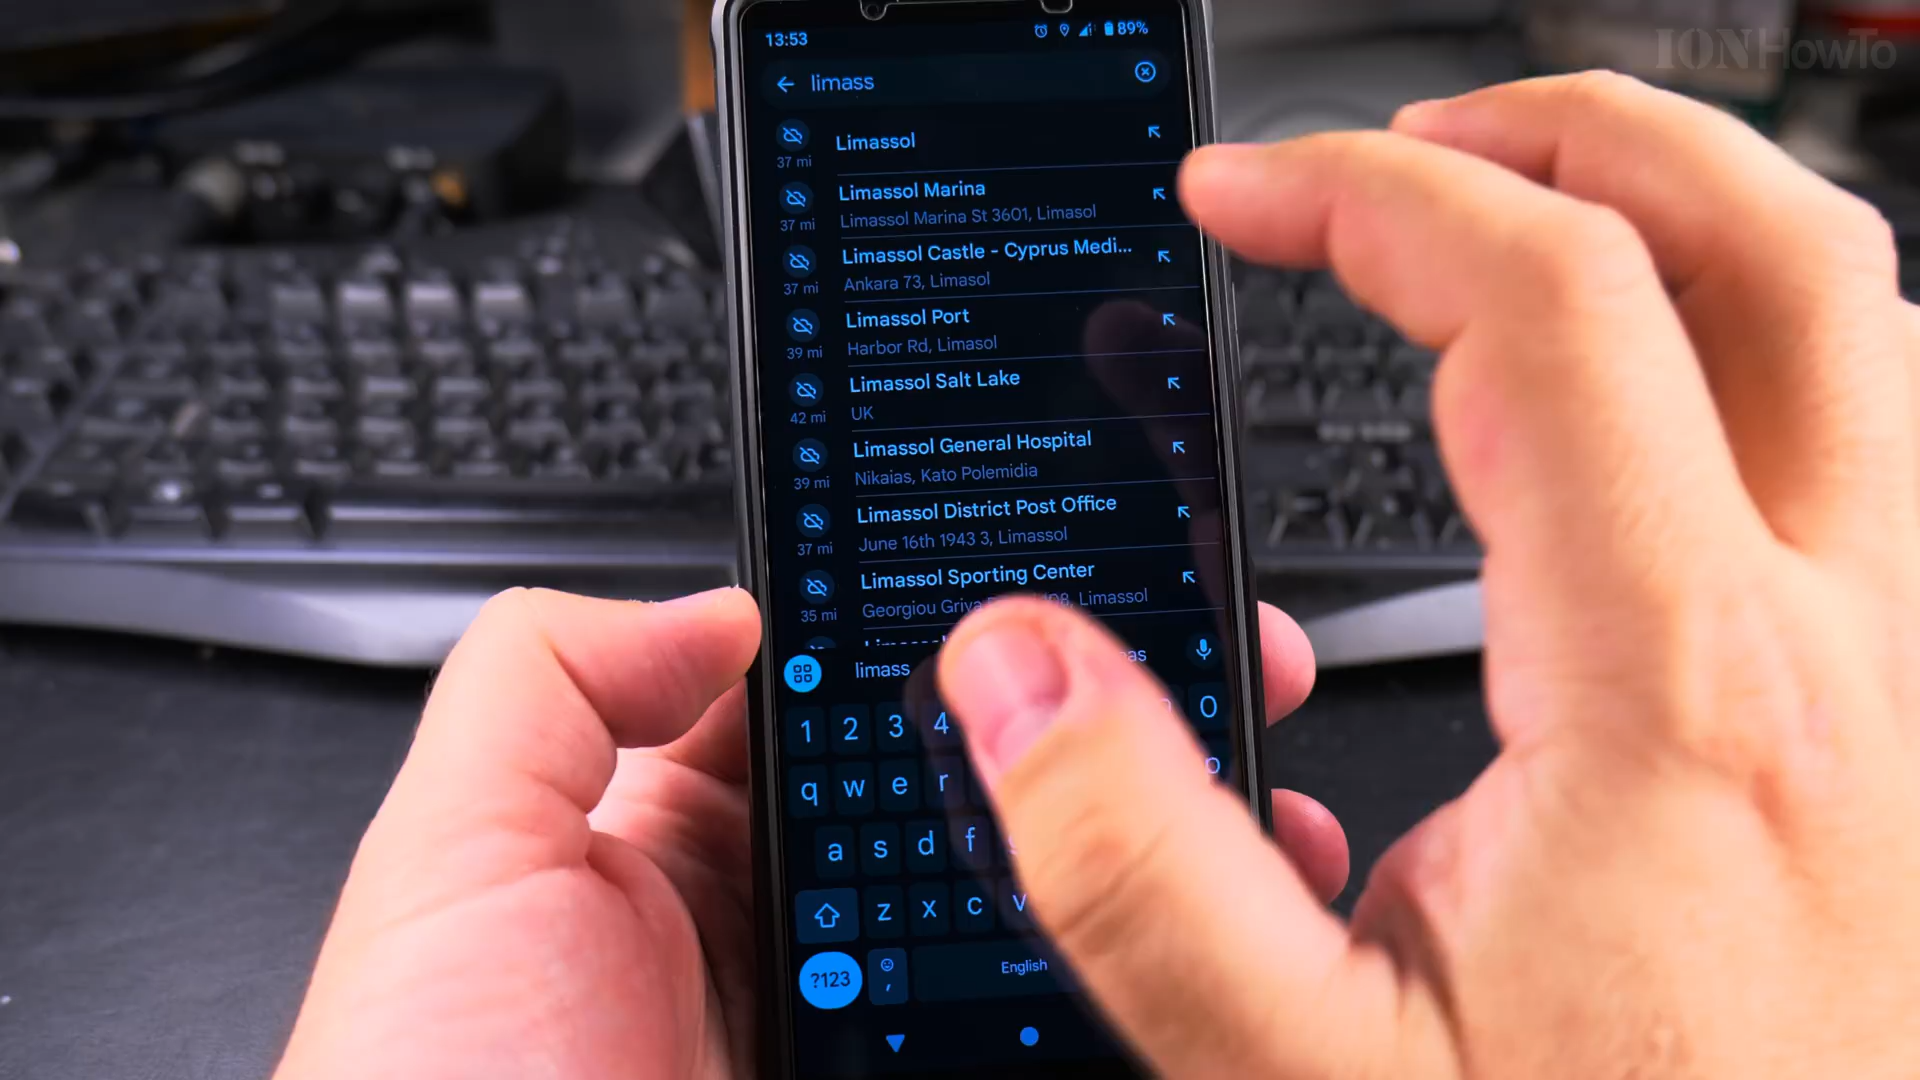 IONHowTo
13:53
89%
limass
Limassol
37 mi
Limassol Marina
Limassol Marina St 3601, Limasol
37 mi
Limassol Castle - Cyprus Medi...
Ankara 73, Limasol
37 mi
Limassol Port
Harbor Rd, Limasol
39 mi
Limassol Salt Lake
UK
42 mi
Limassol General Hospital
Nikaias, Kato Polemidia
39 mi
Limassol District Post Office
June 16th 1943 3, Limassol
37 mi
Limassol Sporting Center
Georgiou Griva Limassol
35 mi
limass
1 2 3 4 0
q w e r p
a s d f
z x c v
?123 , English